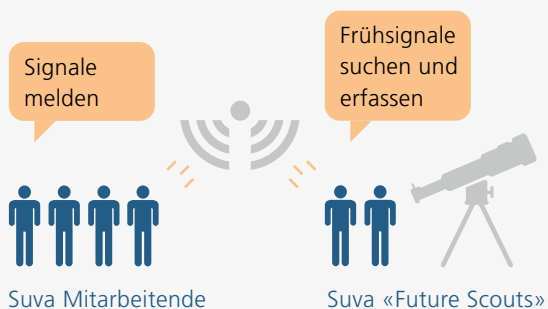 Signale
melden
Frühsignale
suchen und
erfassen
Suva Mitarbeitende
Suva «Future Scouts»